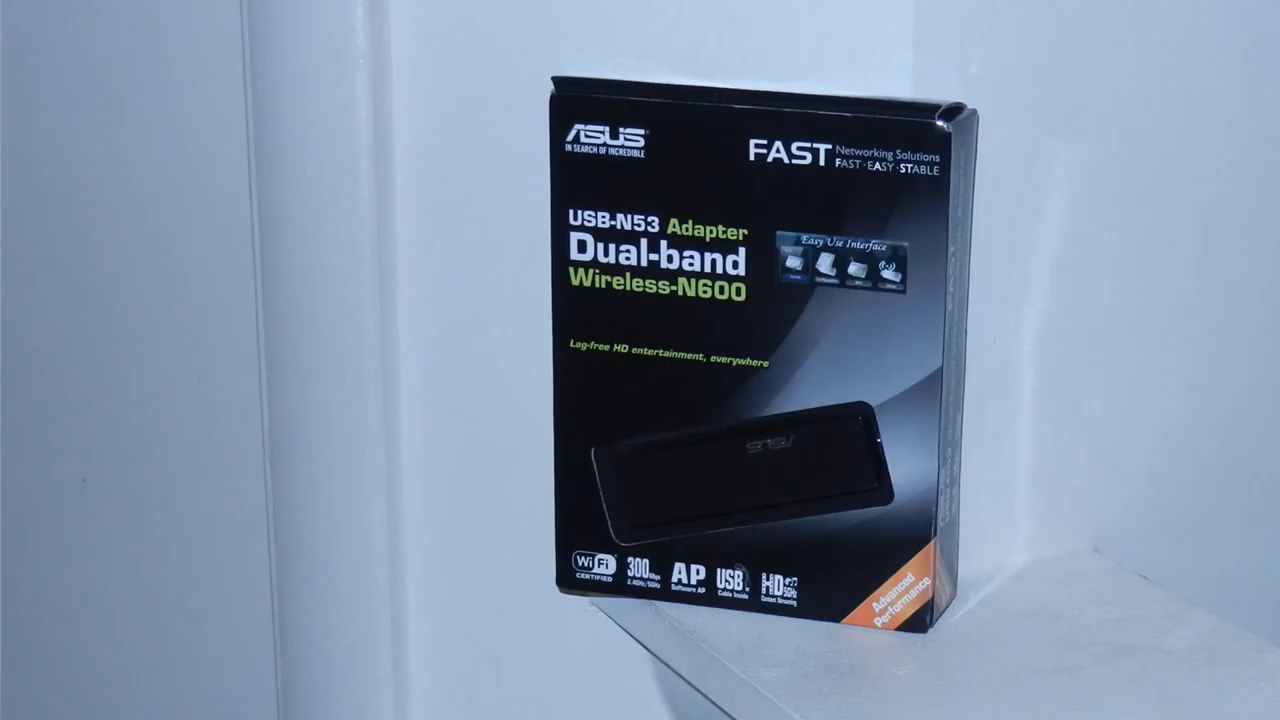 ASUS
IN SEARCH OF INCREDIBLE
FAST Networking Solutions
FAST · EASY · STABLE
USB-N53 Adapter
Dual-band
Wireless-N600
Easy Use Interface
Lag-free HD entertainment, everywhere
ASUS
Wi Fi
CERTIFIED
300Mbps
2.4GHz/5GHz
AP
Software AP
USB
Cable Inside
HD 5GHz
Content Streaming
Advanced
Performance